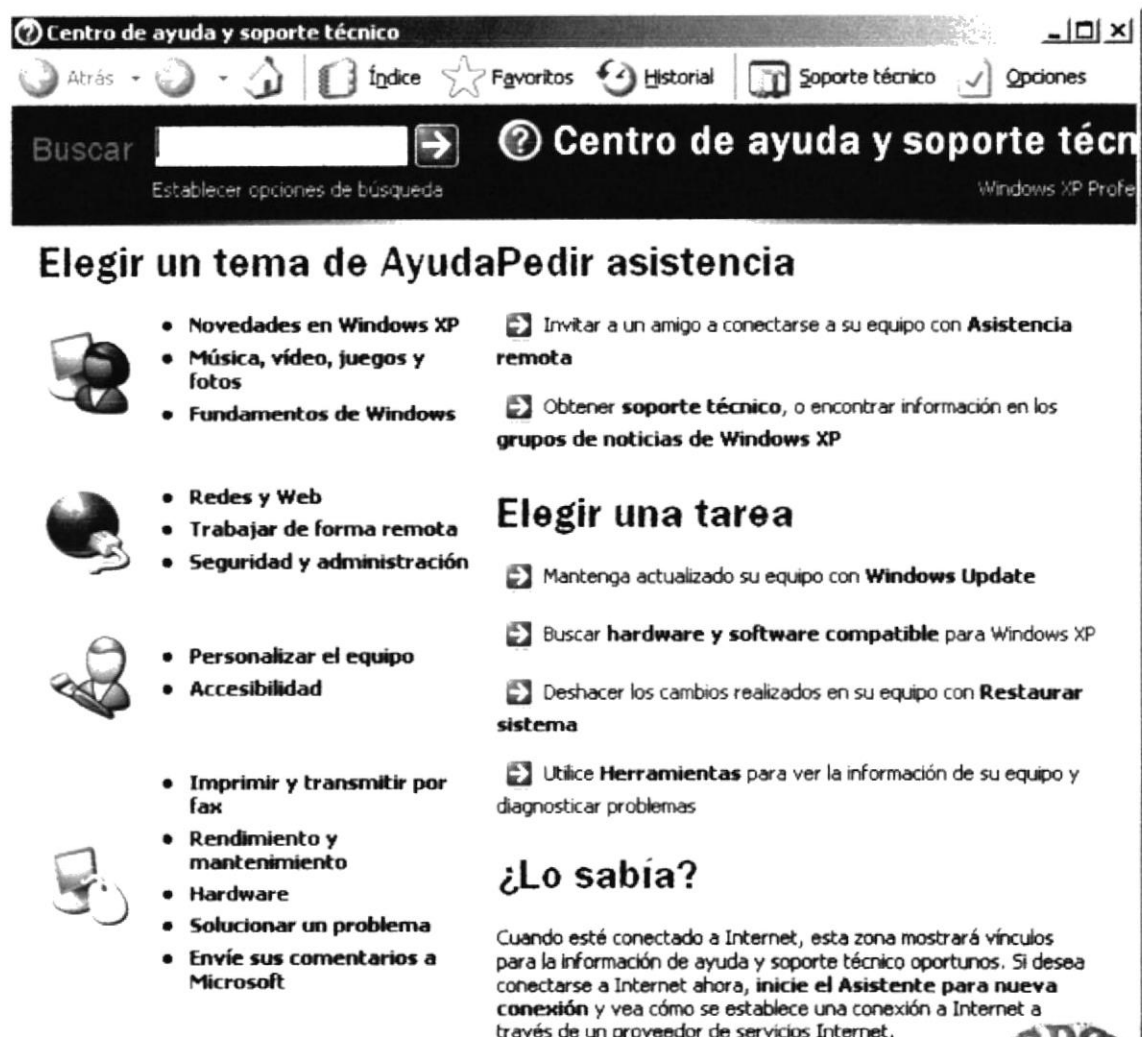 Centro de ayuda y soporte técnico
Atrás
Índice
Favoritos
Historial
Soporte técnico
Opciones
Buscar
Establecer opciones de búsqueda
Centro de ayuda y soporte técn
Windows XP Profe
Elegir un tema de Ayuda
• Novedades en Windows XP
• Música, vídeo, juegos y
fotos
• Fundamentos de Windows
• Redes y Web
• Trabajar de forma remota
• Seguridad y administración
• Personalizar el equipo
• Accesibilidad
• Imprimir y transmitir por
fax
• Rendimiento y
mantenimiento
• Hardware
• Solucionar un problema
• Envíe sus comentarios a
Microsoft
Pedir asistencia
Invitar a un amigo a conectarse a su equipo con Asistencia
remota
Obtener soporte técnico, o encontrar información en los
grupos de noticias de Windows XP
Elegir una tarea
Mantenga actualizado su equipo con Windows Update
Buscar hardware y software compatible para Windows XP
Deshacer los cambios realizados en su equipo con Restaurar
sistema
Utilice Herramientas para ver la información de su equipo y
diagnosticar problemas
¿Lo sabía?
Cuando esté conectado a Internet, esta zona mostrará vínculos
para la información de ayuda y soporte técnico oportunos. Si desea
conectarse a Internet ahora, inicie el Asistente para nueva
conexión y vea cómo se establece una conexión a Internet a
través de un proveedor de servicios Internet.